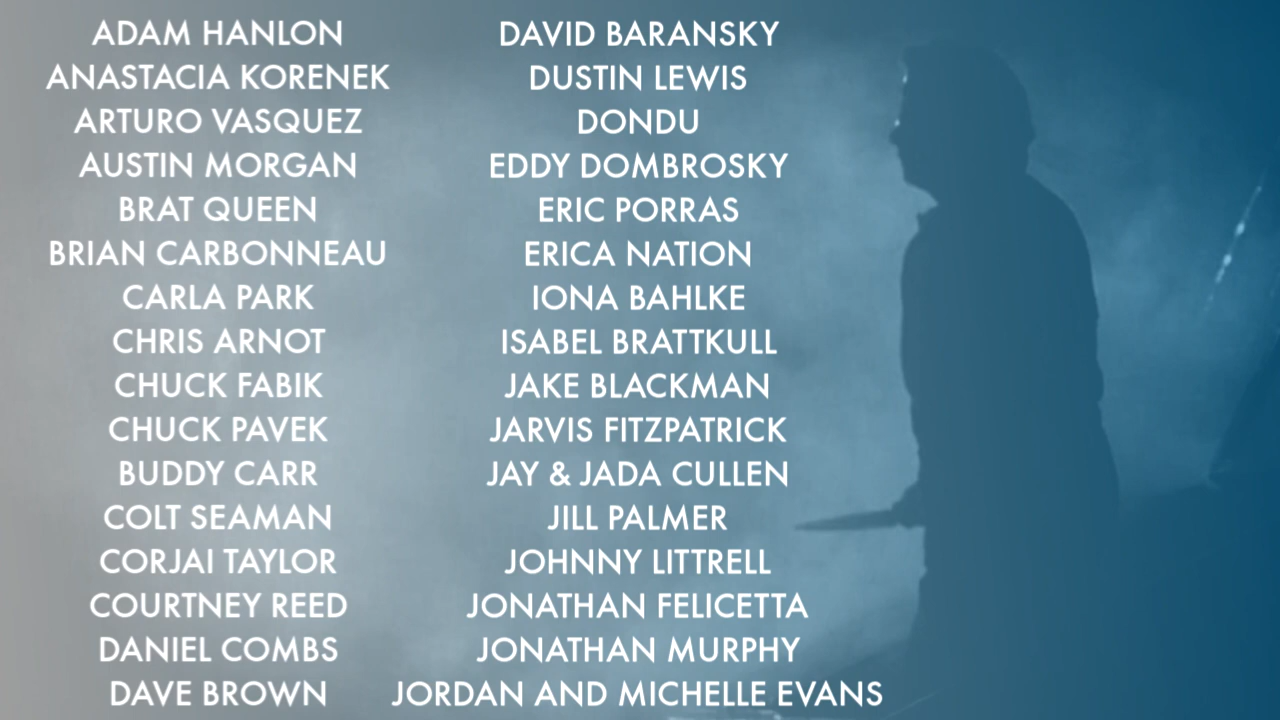 ADAM HANLON
ANASTACIA KORENEK
ARTURO VASQUEZ
AUSTIN MORGAN
BRAT QUEEN
BRIAN CARBONNEAU
CARLA PARK
CHRIS ARNOT
CHUCK FABIK
CHUCK PAVEK
BUDDY CARR
COLT SEAMAN
CORJAI TAYLOR
COURTNEY REED
DANIEL COMBS
DAVE BROWN
DAVID BARANSKY
DUSTIN LEWIS
DONDU
EDDY DOMBROSKY
ERIC PORRAS
ERICA NATION
IONA BAHLKE
ISABEL BRATTKULL
JAKE BLACKMAN
JARVIS FITZPATRICK
JAY & JADA CULLEN
JILL PALMER
JOHNNY LITTRELL
JONATHAN FELICETTA
JONATHAN MURPHY
JORDAN AND MICHELLE EVANS